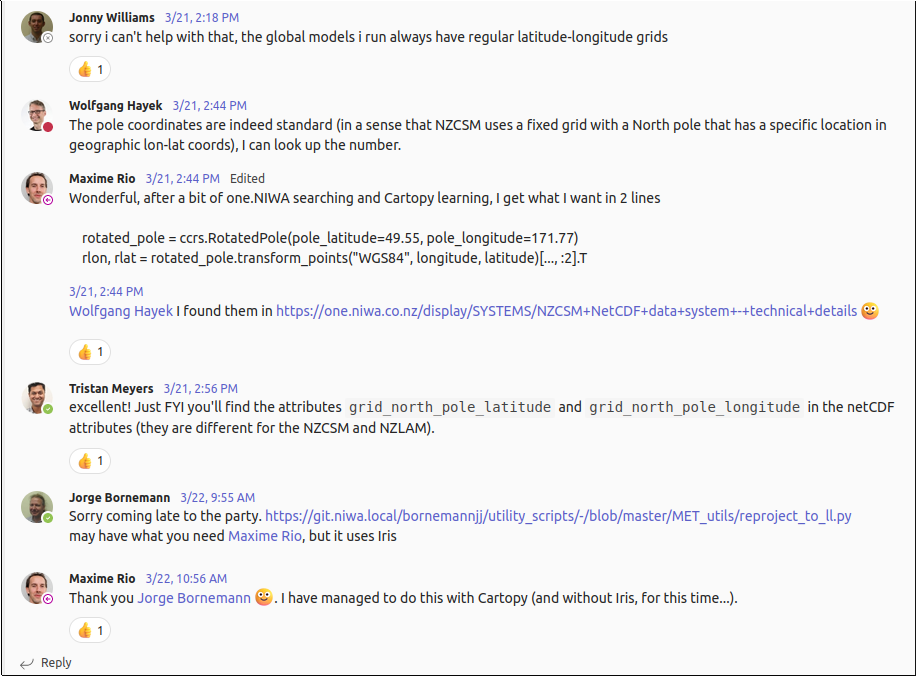 Jonny Williams 3/21, 2:18 PM
sorry i can't help with that, the global models i run always have regular latitude-longitude grids
👍 1
Wolfgang Hayek 3/21, 2:44 PM
The pole coordinates are indeed standard (in a sense that NZCSM uses a fixed grid with a North pole that has a specific location in
geographic lon-lat coords), I can look up the number.
Maxime Rio 3/21, 2:44 PM Edited
Wonderful, after a bit of one.NIWA searching and Cartopy learning, I get what I want in 2 lines
rotated_pole = ccrs.RotatedPole(pole_latitude=49.55, pole_longitude=171.77)
rlon, rlat = rotated_pole.transform_points("WGS84", longitude, latitude)[..., :2].T
3/21, 2:44 PM
Wolfgang Hayek I found them in https://one.niwa.co.nz/display/SYSTEMS/NZCSM+NetCDF+data+system+-+technical+details
👍 1
Tristan Meyers 3/21, 2:56 PM
excellent! Just FYI you'll find the attributes grid_north_pole_latitude and grid_north_pole_longitude in the netCDF
attributes (they are different for the NZCSM and NZLAM).
👍 1
Jorge Bornemann 3/22, 9:55 AM
Sorry coming late to the party. https://git.niwa.local/bornemannjj/utility_scripts/-/blob/master/MET_utils/reproject_to_ll.py
may have what you need Maxime Rio, but it uses Iris
Maxime Rio 3/22, 10:56 AM
Thank you Jorge Bornemann . I have managed to do this with Cartopy (and without Iris, for this time...).
👍 1
Reply